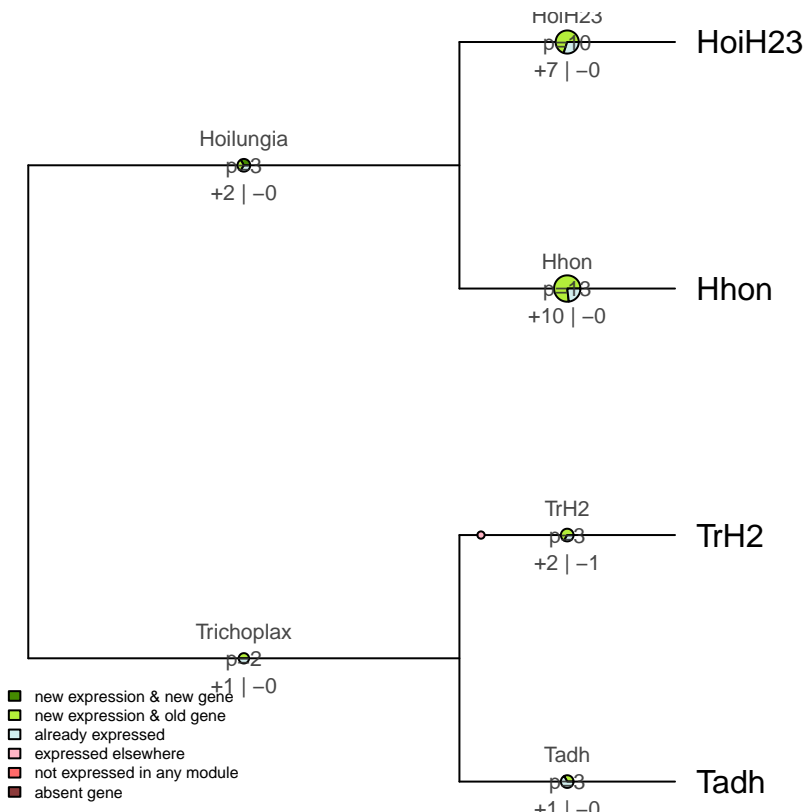 HoiH23
HoiH23
+7 | −0
Hoilungia
+2 | −0
Hhon
Hhon
+10 | −0
TrH2
TrH2
+2 | −1
Trichoplax
+1 | −0
new expression & new gene
new expression & old gene
already expressed
expressed elsewhere
not expressed in any module
absent gene
Tadh
Tadh
+1 | −0